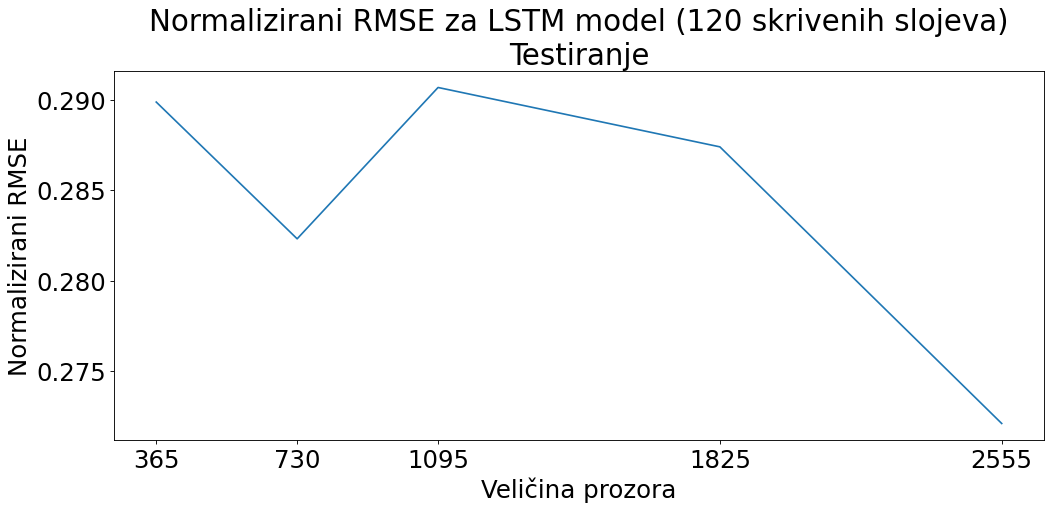 Normalizirani RMSE za LSTM model (120 skrivenih slojeva)
Testiranje
Normalizirani RMSE
0.290
0.285
0.280
0.275
365 730 1095 1825 2555
Veličina prozora